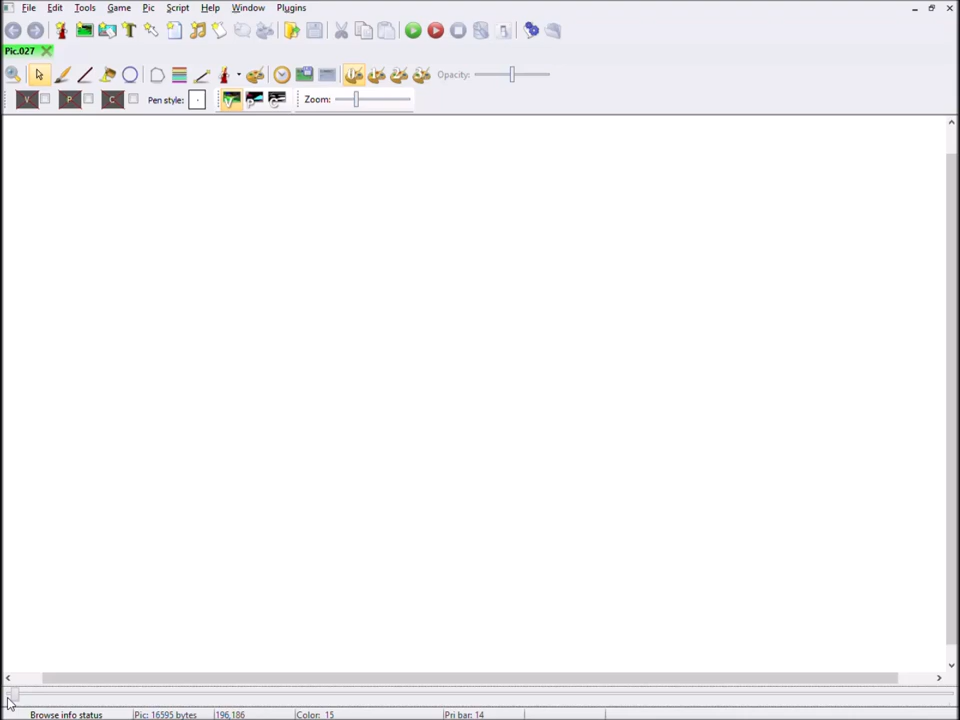 File Edit Tools Game Pic Script Help Window Plugins
Pic.027
Opacity:
V P C Pen style: V P C Zoom:
Browse info status Pic: 16595 bytes 196,186 Color: 15 Pri bar: 14